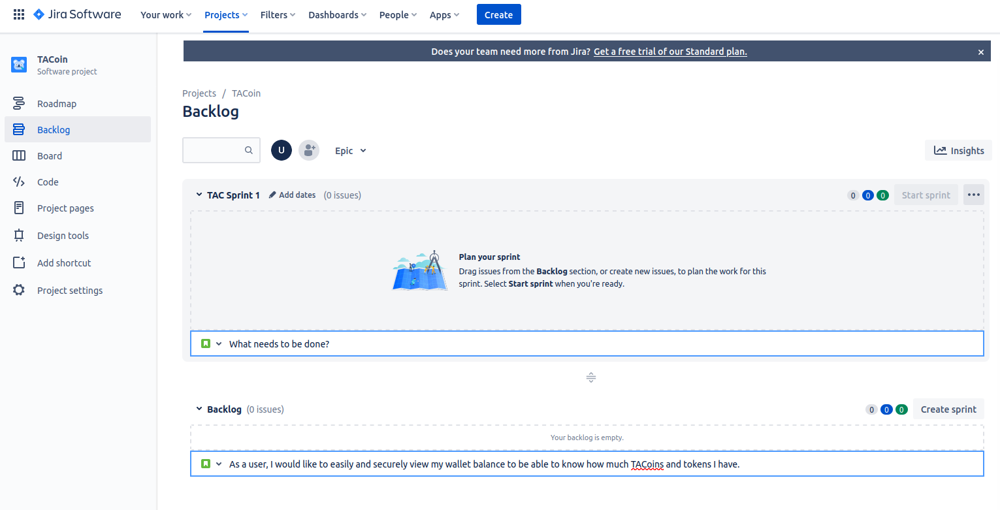 Jira Software Your work Projects Filters Dashboards People Apps Create
Does your team need more from Jira? Get a free trial of our Standard plan.
TACoin
Software project
Roadmap
Backlog
Board
Code
Project pages
Design tools
Add shortcut
Project settings
Projects / TACoin
Backlog
U Epic Insights
TAC Sprint 1 Add dates (0 issues) 0 0 0 Start sprint
Plan your sprint
Drag issues from the Backlog section, or create new issues, to plan the work for this
sprint. Select Start sprint when you're ready.
What needs to be done?
Backlog (0 issues) 0 0 0 Create sprint
Your backlog is empty.
As a user, I would like to easily and securely view my wallet balance to be able to know how much TACoins and tokens I have.